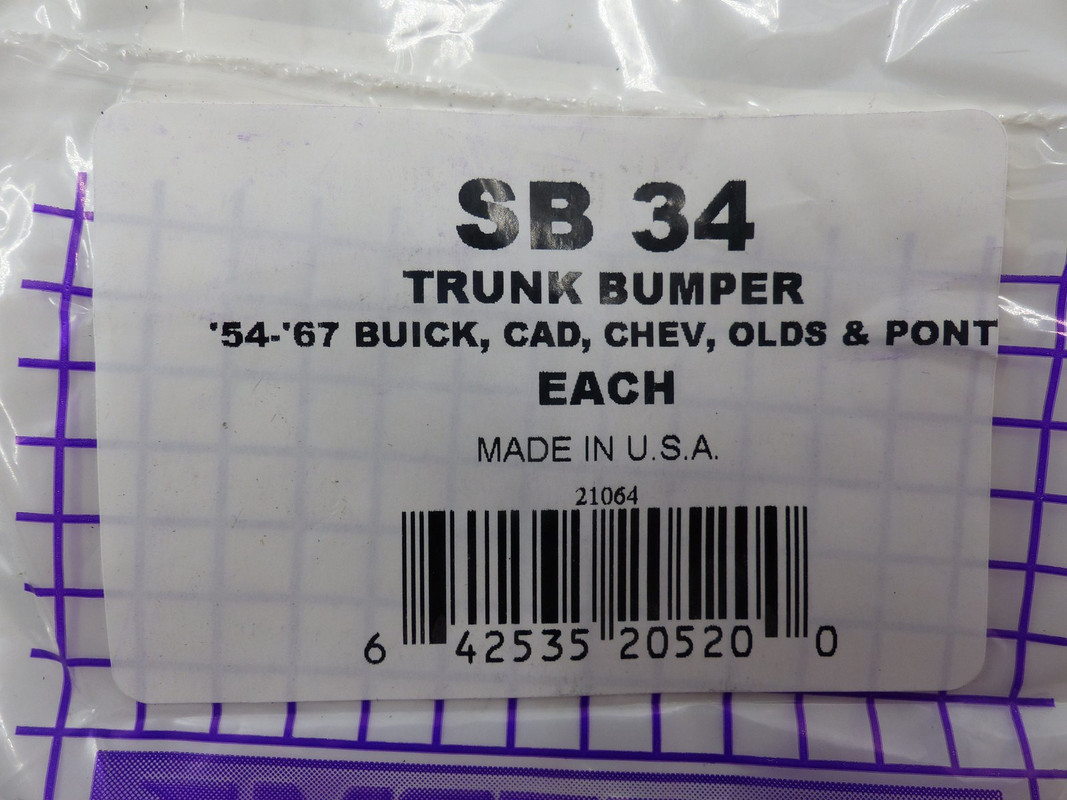 SB 34
TRUNK BUMPER
'54-'67 BUICK, CAD, CHEV, OLDS & PONT
EACH
MADE IN U.S.A.
21064
6 42535 20520 0